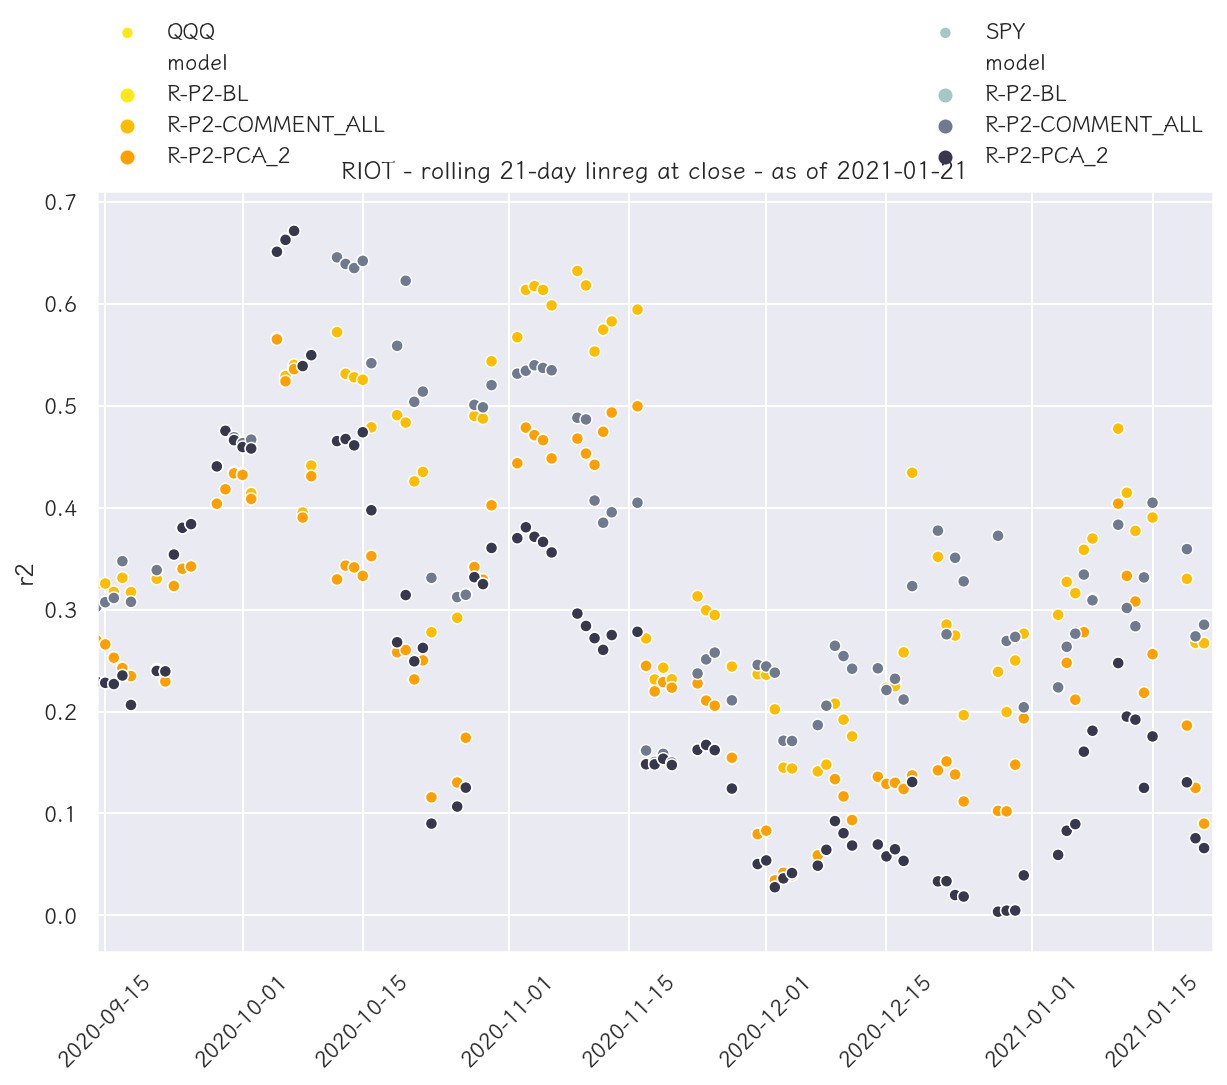 QQQ
model
R-P2-BL
R-P2-COMMENT_ALL
R-P2-PCA_2
SPY
model
R-P2-BL
R-P2-COMMENT_ALL
R-P2-PCA_2
RIOT - rolling 21-day linreg at close - as of 2021-01-21
0.7
0.6
0.5
0.4
0.3
0.2
0.1
0.0
r2
2020-09-15
2020-10-01
2020-10-15
2020-11-01
2020-11-15
2020-12-01
2020-12-15
2021-01-01
2021-01-15